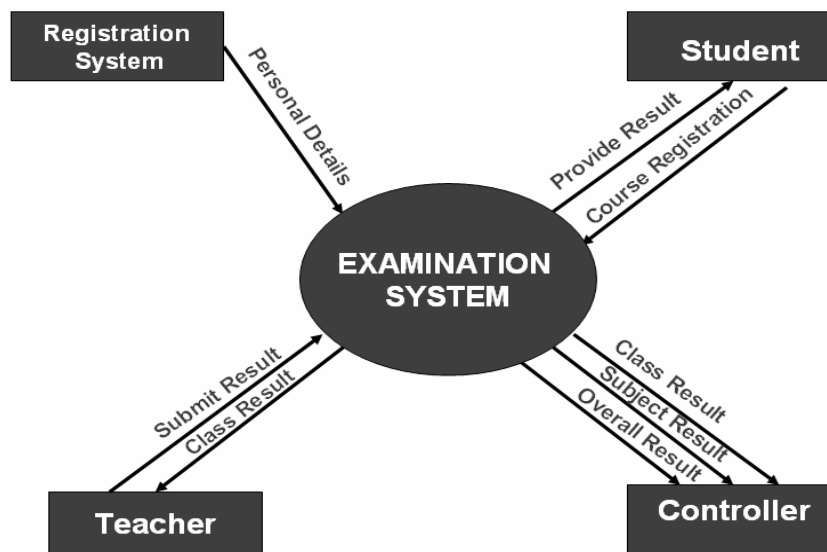 Registration
System
Student
Personal Details
Provide Result
Course Registration
EXAMINATION
SYSTEM
Submit Result
Class Result
Class Result
Subject Result
Overall Result
Teacher
Controller